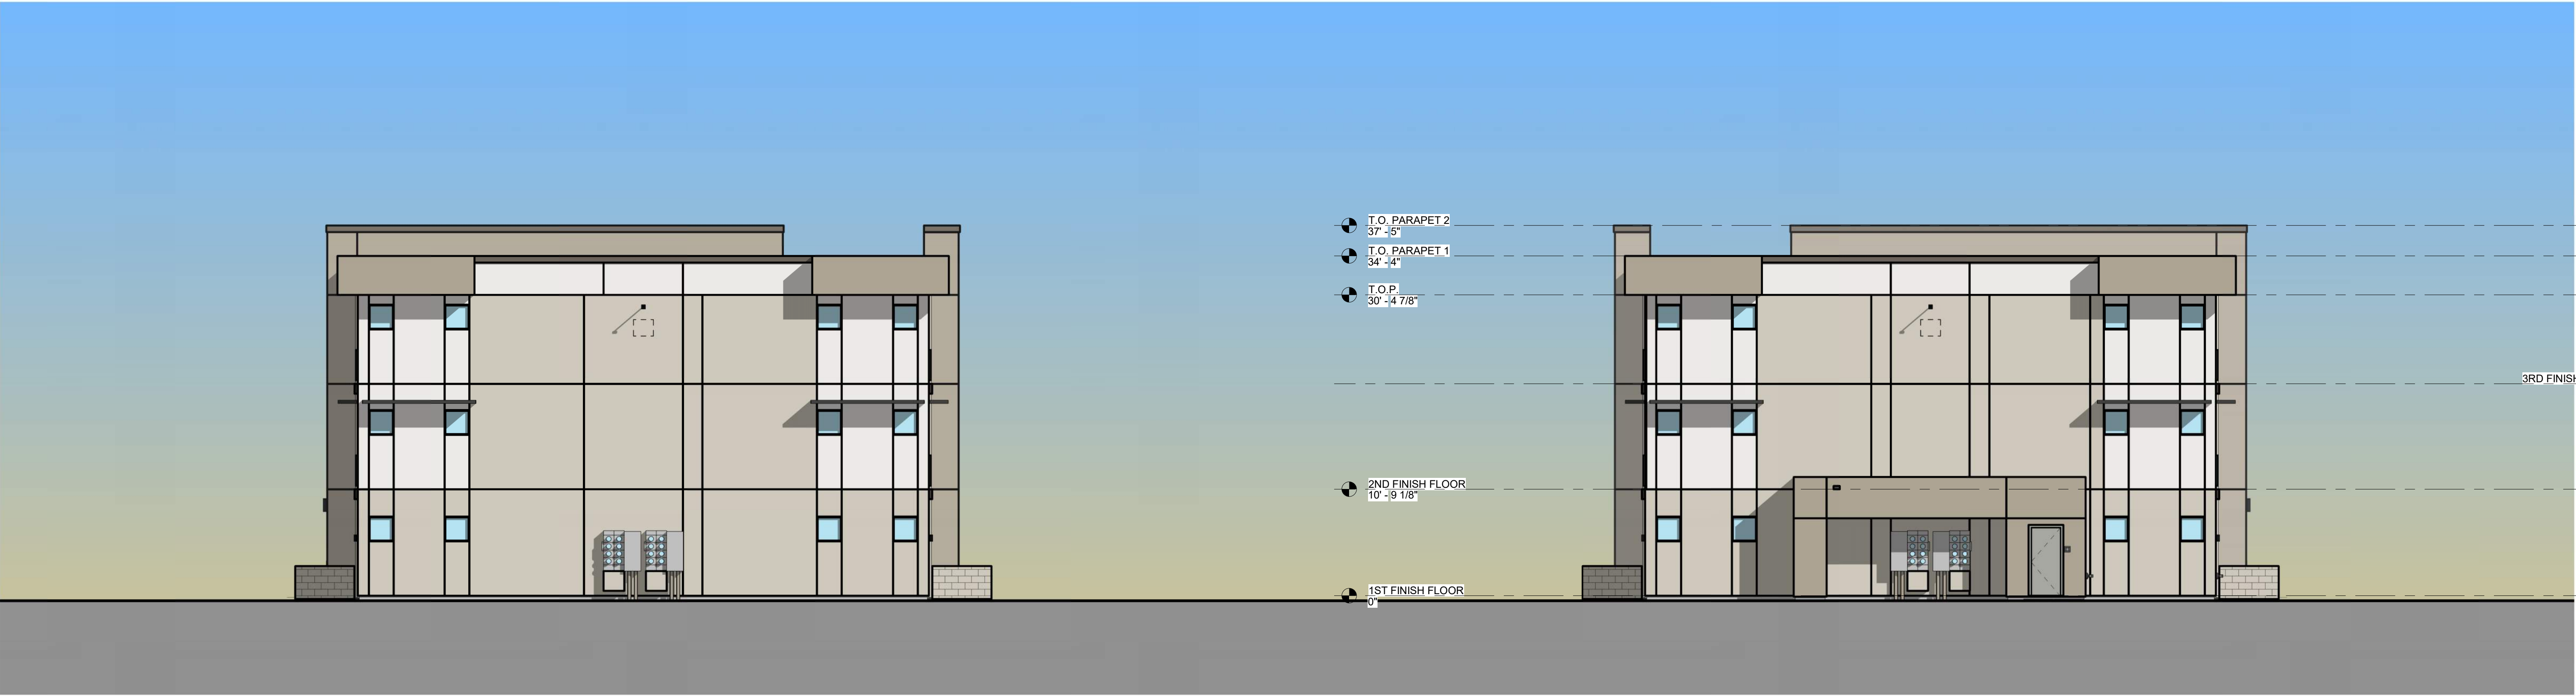 T.O. PARAPET 2
37' - 5"
T.O. PARAPET 1
34' - 4"
T.O.P.
30' - 4 7/8"
3RD FINISH
2ND FINISH FLOOR
10' - 9 1/8"
1ST FINISH FLOOR
0"